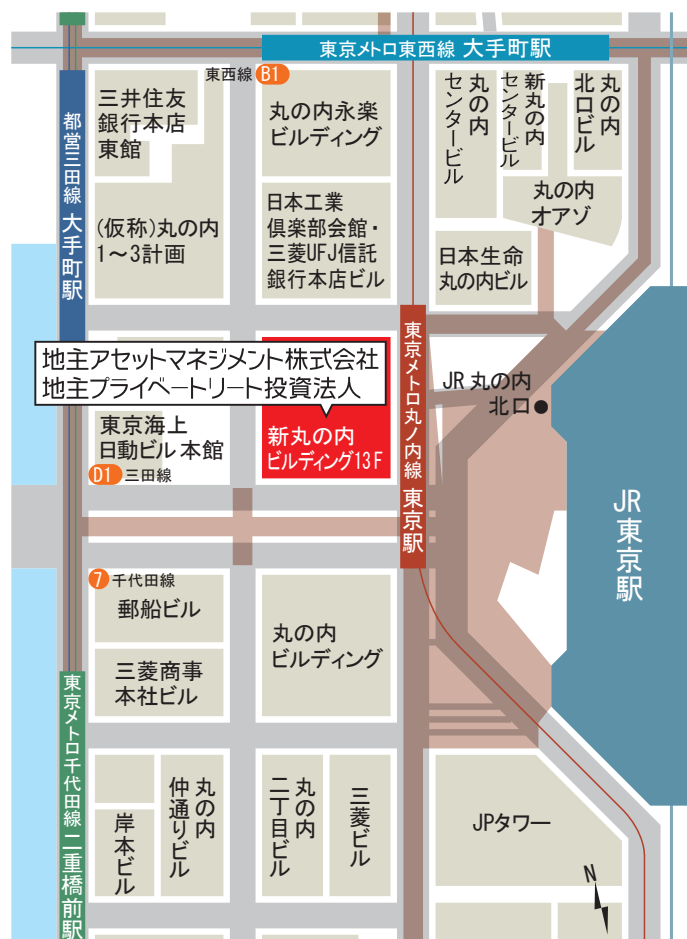 東京メトロ東西線 大手町駅
東西線 B1
都営三田線 大手町駅
三井住友
銀行本店
東館
丸の内永楽
ビルディング
丸の内
センタービル
新丸の内
センタービル
丸の内
北口ビル
丸の内
オアゾ
(仮称)丸の内
1～3計画
日本工業
倶楽部会館・
三菱UFJ信託
銀行本店ビル
日本生命
丸の内ビル
地主アセットマネジメント株式会社
地主プライベートリート投資法人
東京メトロ丸ノ内線 東京駅
JR 丸の内
北口
東京海上
日動ビル 本館
D1 三田線
新丸の内
ビルディング13F
JR東京駅
7 千代田線
郵船ビル
丸の内
ビルディング
三菱商事
本社ビル
東京メトロ千代田線 二重橋前駅
岸本ビル
丸の内
仲通りビル
丸の内
二丁目ビル
三菱ビル
JPタワー
N